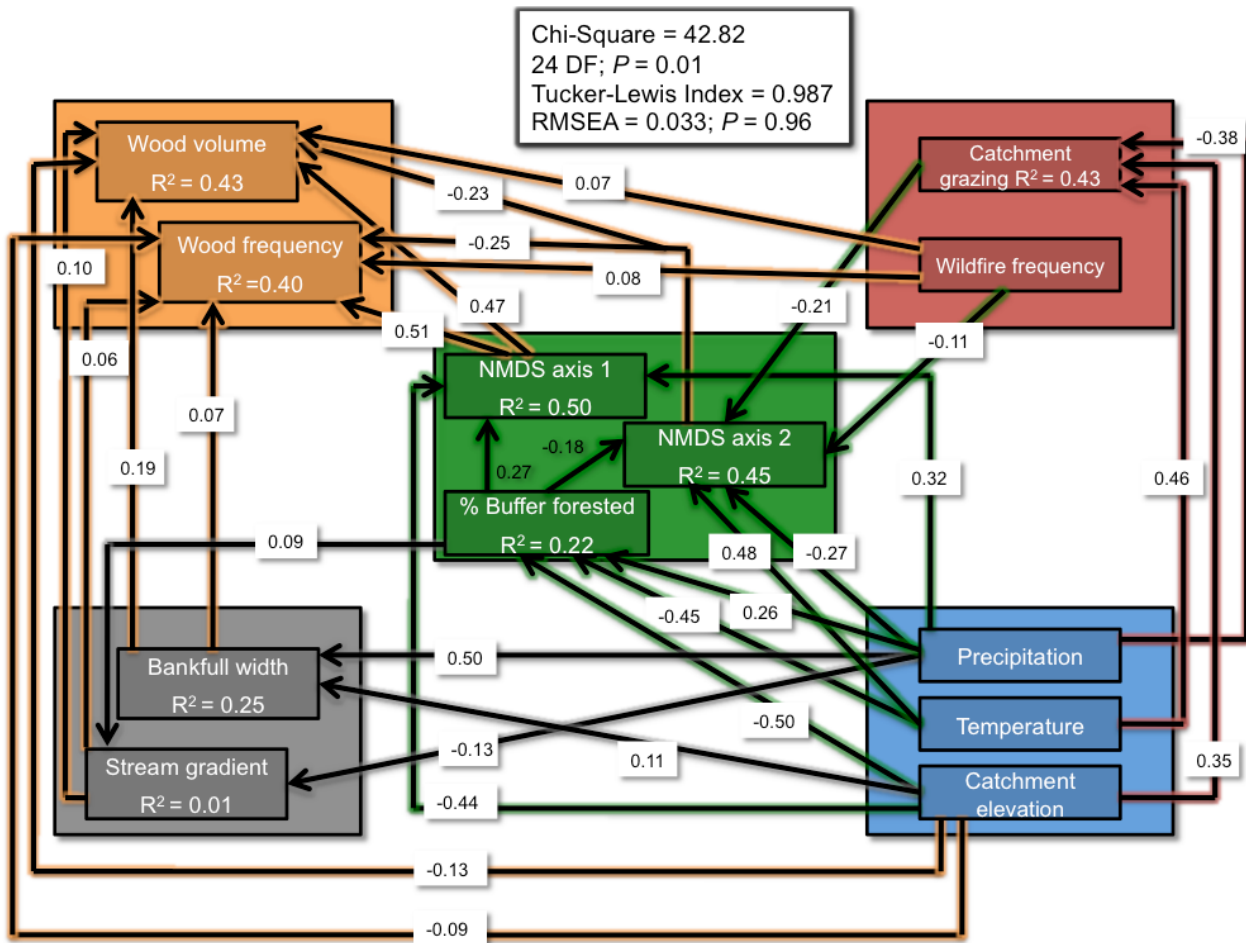 Chi-Square = 42.82
24 DF; P = 0.01
Tucker-Lewis Index = 0.987
RMSEA = 0.033; P = 0.96
Wood volume
R² = 0.43
Wood frequency
R² =0.40
Catchment
grazing R² = 0.43
Wildfire frequency
-0.38
0.07
-0.23
-0.25
0.08
0.10
0.47
-0.21
0.51
-0.11
0.06
NMDS axis 1
R² = 0.50
0.07
NMDS axis 2
R² = 0.45
-0.18
0.27
0.19
0.32
0.46
% Buffer forested
R² = 0.22
0.09
0.48
-0.27
-0.45
0.26
Bankfull width
R² = 0.25
0.50
Precipitation
-0.50
Temperature
-0.13
0.11
0.35
Stream gradient
R² = 0.01
-0.44
Catchment
elevation
-0.13
-0.09